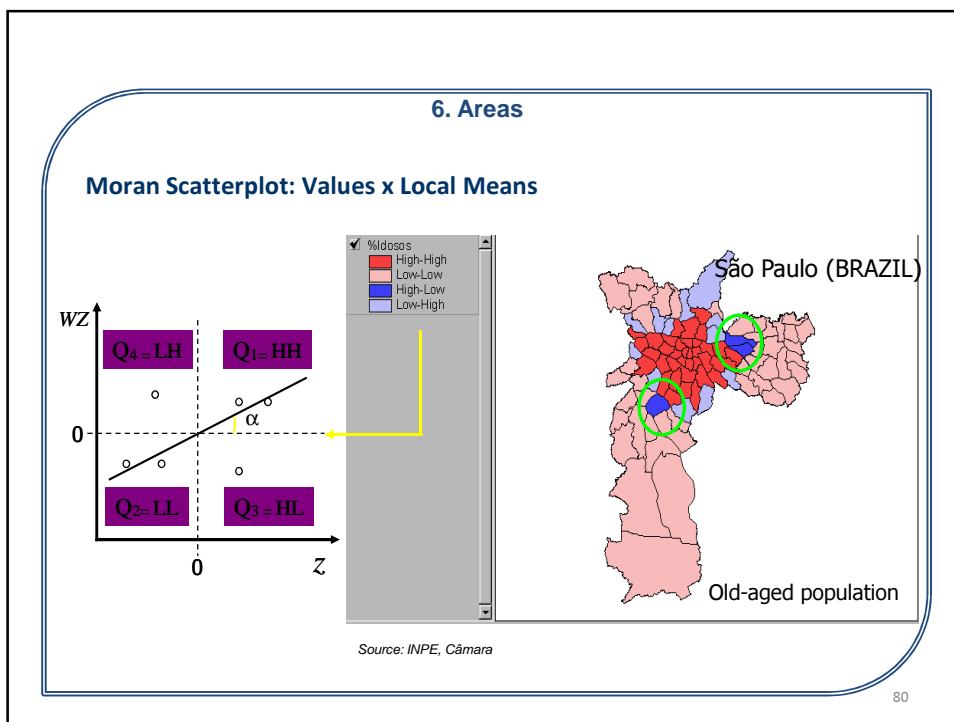 6. Areas
Moran Scatterplot: Values x Local Means
%Idosos
High-High
Low-Low
High-Low
Low-High
São Paulo (BRAZIL)
WZ
Q4 = LH
Q1= HH
α
0
Q2= LL
Q3 = HL
0
Z
Old-aged population
Source: INPE, Câmara
80